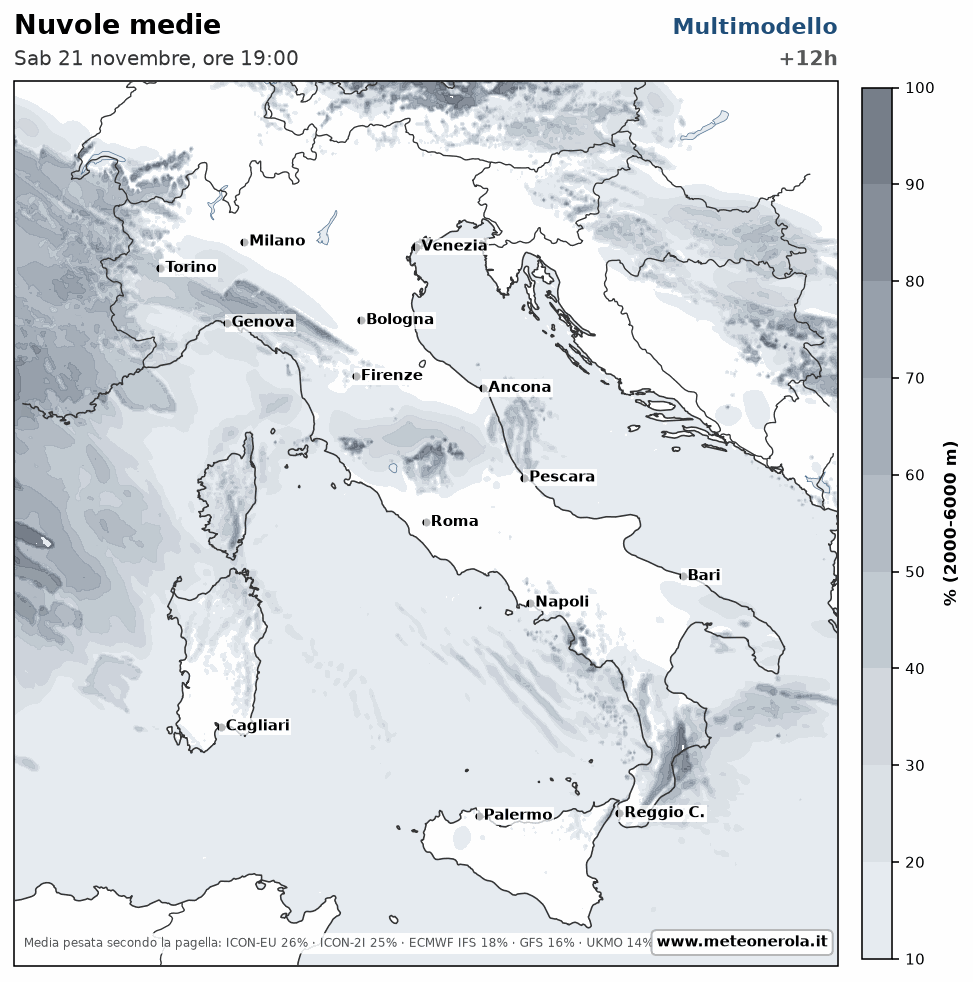 Nuvole medie
Multimodello
Sab 21 novembre, ore 19:00
+12h
100
90
80
70
60
50
40
30
20
10
% (2000-6000 m)
Milano
Venezia
Torino
Genova
Bologna
Firenze
Ancona
Pescara
Roma
Bari
Napoli
Cagliari
Palermo
Reggio C.
Media pesata secondo la pagella: ICON-EU 26% · ICON-2I 25% · ECMWF IFS 18% · GFS 16% · UKMO 14%
www.meteonerola.it